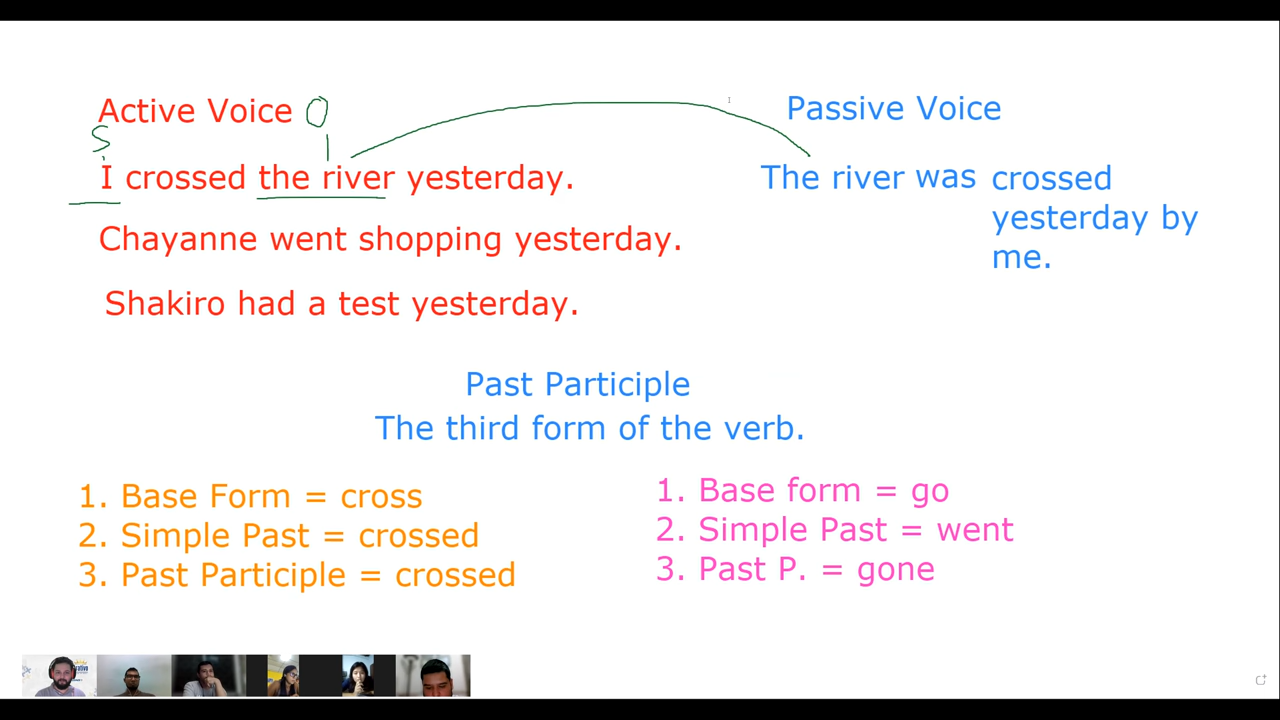 Active Voice O
Passive Voice
S
I crossed the river yesterday.
The river was crossed
yesterday by
me.
Chayanne went shopping yesterday.
Shakiro had a test yesterday.
Past Participle
The third form of the verb.
1. Base Form = cross
2. Simple Past = crossed
3. Past Participle = crossed
1. Base form = go
2. Simple Past = went
3. Past P. = gone